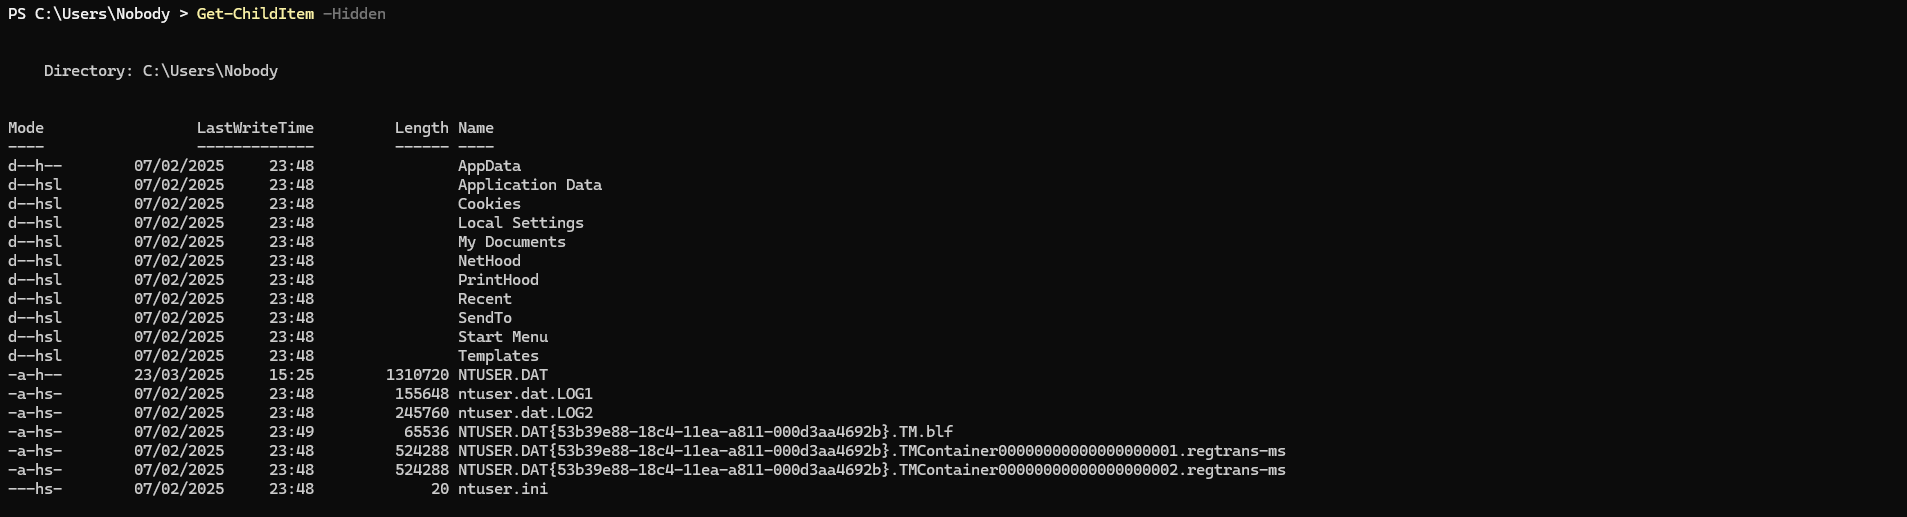 PS C:\Users\Nobody > Get-ChildItem -Hidden
    Directory: C:\Users\Nobody
Mode                 LastWriteTime         Length Name
----                 -------------         ------ ----
d--h--        07/02/2025     23:48                AppData
d--hsl        07/02/2025     23:48                Application Data
d--hsl        07/02/2025     23:48                Cookies
d--hsl        07/02/2025     23:48                Local Settings
d--hsl        07/02/2025     23:48                My Documents
d--hsl        07/02/2025     23:48                NetHood
d--hsl        07/02/2025     23:48                PrintHood
d--hsl        07/02/2025     23:48                Recent
d--hsl        07/02/2025     23:48                SendTo
d--hsl        07/02/2025     23:48                Start Menu
d--hsl        07/02/2025     23:48                Templates
-a-h--        23/03/2025     15:25        1310720 NTUSER.DAT
-a-hs-        07/02/2025     23:48         155648 ntuser.dat.LOG1
-a-hs-        07/02/2025     23:48         245760 ntuser.dat.LOG2
-a-hs-        07/02/2025     23:49          65536 NTUSER.DAT{53b39e88-18c4-11ea-a811-000d3aa4692b}.TM.blf
-a-hs-        07/02/2025     23:48         524288 NTUSER.DAT{53b39e88-18c4-11ea-a811-000d3aa4692b}.TMContainer00000000000000000001.regtrans-ms
-a-hs-        07/02/2025     23:48         524288 NTUSER.DAT{53b39e88-18c4-11ea-a811-000d3aa4692b}.TMContainer00000000000000000002.regtrans-ms
---hs-        07/02/2025     23:48             20 ntuser.ini